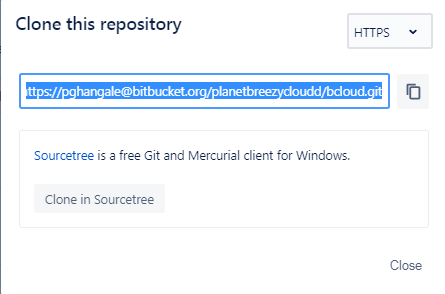 Clone this repository
HTTPS
ttps://pghangale@bitbucket.org/planetbreezycloudd/bcloud.git
Sourcetree is a free Git and Mercurial client for Windows.
Clone in Sourcetree
Close